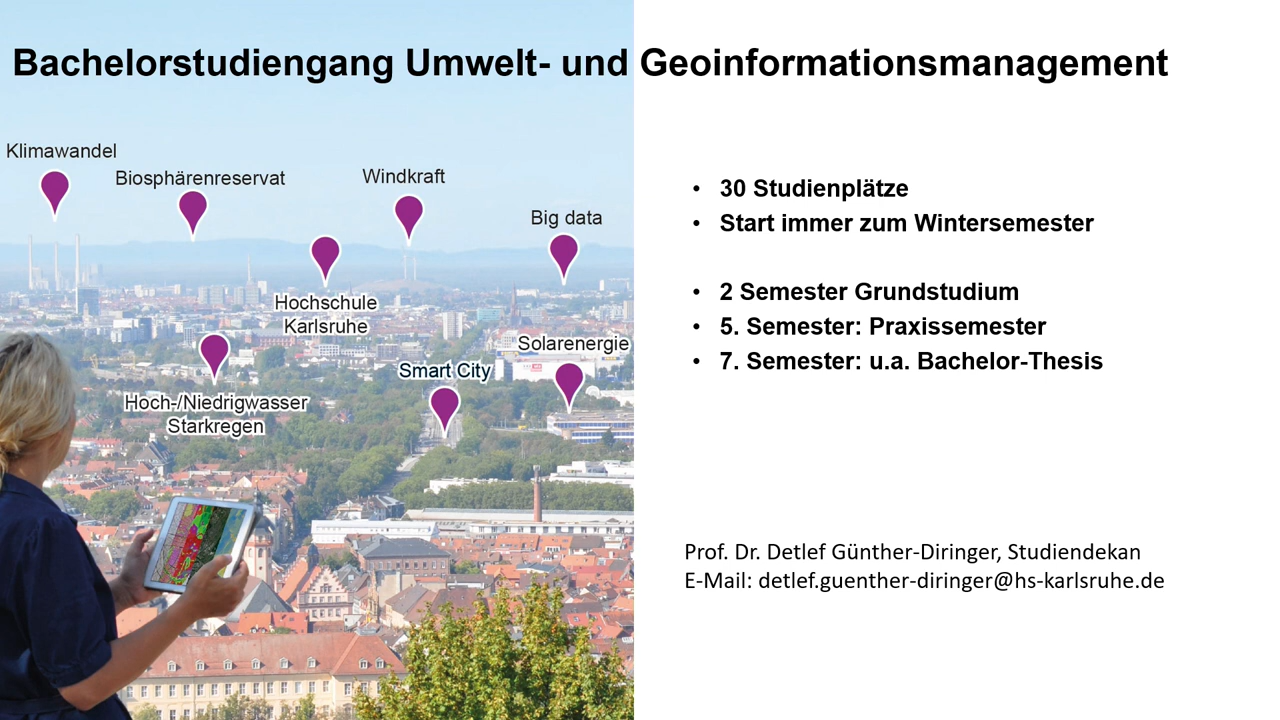 Bachelorstudiengang Umwelt- und Geoinformationsmanagement
Klimawandel
Biosphärenreservat
Windkraft
Big data
Hochschule
Karlsruhe
Solarenergie
Smart City
Hoch-/Niedrigwasser
Starkregen
• 30 Studienplätze
• Start immer zum Wintersemester
• 2 Semester Grundstudium
• 5. Semester: Praxissemester
• 7. Semester: u.a. Bachelor-Thesis
Prof. Dr. Detlef Günther-Diringer, Studiendekan
E-Mail: detlef.guenther-diringer@hs-karlsruhe.de